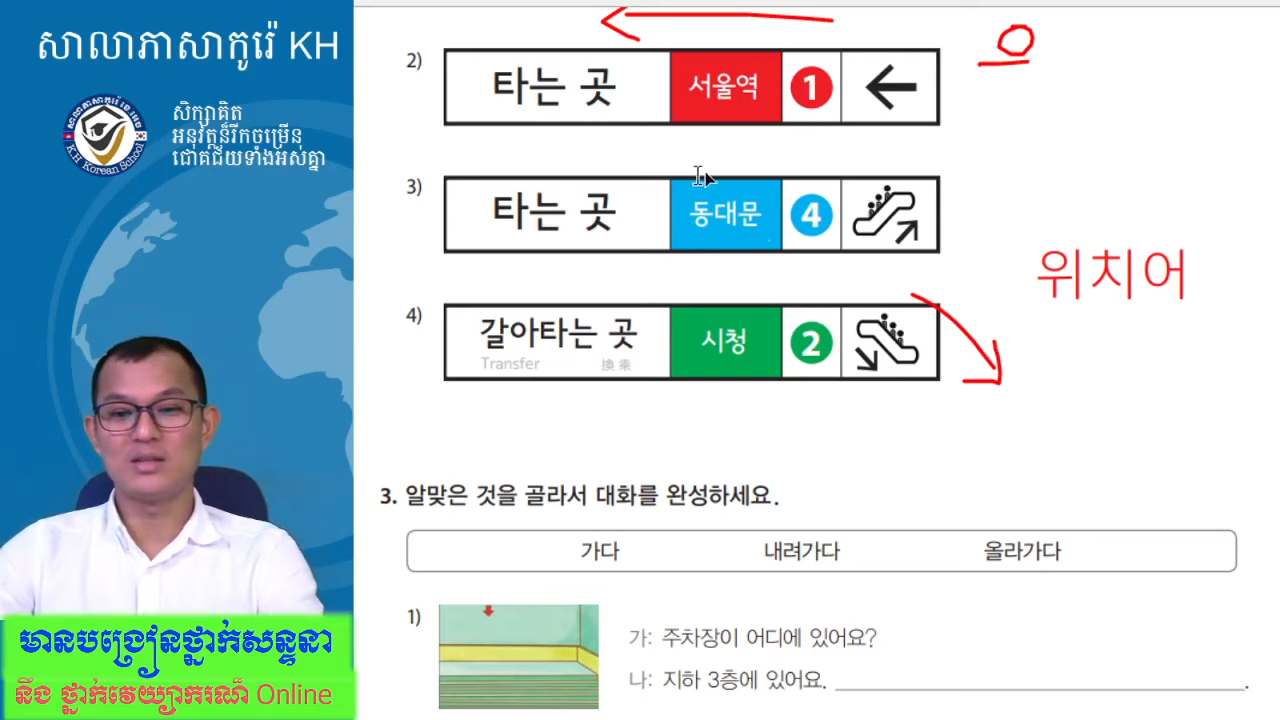 សាលាភាសាកូរ៉េ KH
សិក្សាគិត
អនុវត្តន៍រីកចម្រើន
ជោគជ័យទាំងអស់គ្នា
K.H Korean School
2) 타는 곳 서울역 1
3) 타는 곳 동대문 4
위치어
4) 갈아타는 곳 시청 2
Transfer 換乘
3. 알맞은 것을 골라서 대화를 완성하세요.
가다 내려가다 올라가다
1) 가: 주차장이 어디에 있어요?
나: 지하 3층에 있어요. .
មានបង្រៀនថ្នាក់សន្ទនា
នឹង ថ្នាក់វេយ្យាករណ៏ Online